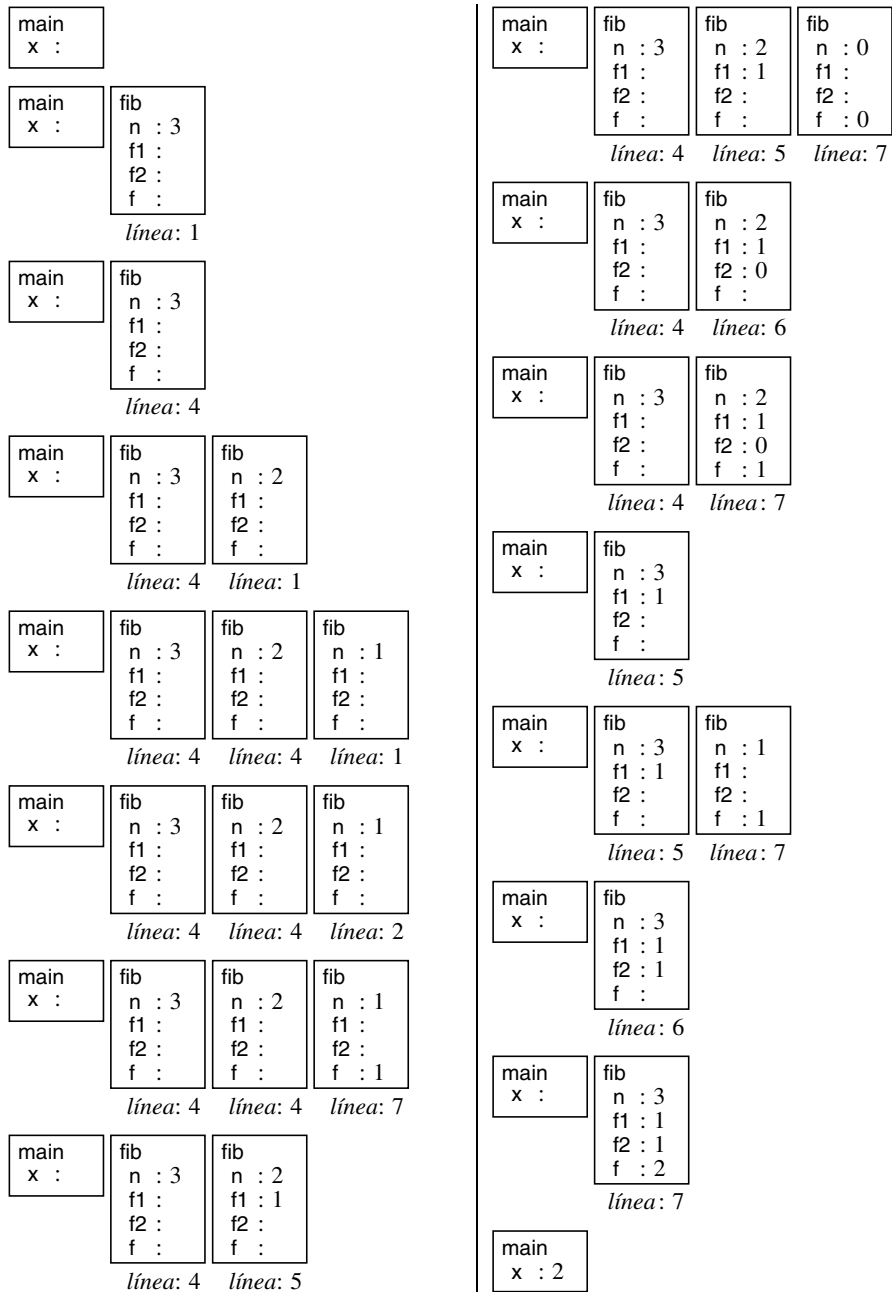 main
x :
main fib
x : n : 3
f1 :
f2 :
f :
línea: 1
main fib
x : n : 3
f1 :
f2 :
f :
línea: 4
main fib fib
x : n : 3 n : 2
f1 : f1 :
f2 : f2 :
f : f :
línea: 4 línea: 1
main fib fib fib
x : n : 3 n : 2 n : 1
f1 : f1 : f1 :
f2 : f2 : f2 :
f : f : f :
línea: 4 línea: 4 línea: 1
main fib fib fib
x : n : 3 n : 2 n : 1
f1 : f1 : f1 :
f2 : f2 : f2 :
f : f : f :
línea: 4 línea: 4 línea: 2
main fib fib fib
x : n : 3 n : 2 n : 1
f1 : f1 : f1 :
f2 : f2 : f2 :
f : f : f : 1
línea: 4 línea: 4 línea: 7
main fib fib
x : n : 3 n : 2
f1 : f1 : 1
f2 : f2 :
f : f :
línea: 4 línea: 5
main fib fib fib
x : n : 3 n : 2 n : 0
f1 : f1 : 1 f1 :
f2 : f2 : f2 :
f : f : f : 0
línea: 4 línea: 5 línea: 7
main fib fib
x : n : 3 n : 2
f1 : f1 : 1
f2 : f2 : 0
f : f :
línea: 4 línea: 6
main fib fib
x : n : 3 n : 2
f1 : f1 : 1
f2 : f2 : 0
f : f : 1
línea: 4 línea: 7
main fib
x : n : 3
f1 : 1
f2 :
f :
línea: 5
main fib fib
x : n : 3 n : 1
f1 : 1 f1 :
f2 : f2 :
f : f : 1
línea: 5 línea: 7
main fib
x : n : 3
f1 : 1
f2 : 1
f :
línea: 6
main fib
x : n : 3
f1 : 1
f2 : 1
f : 2
línea: 7
main
x : 2